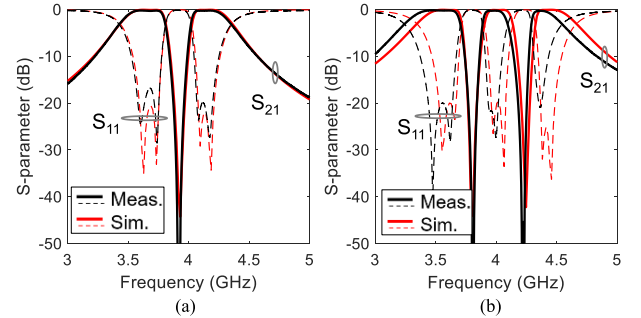 0
-10
-20
-30
-40
-50
S-parameter (dB)
S11
S21
Meas.
Sim.
3
3.5
4
4.5
5
Frequency (GHz)
(a)
0
-10
-20
-30
-40
-50
S-parameter (dB)
S11
S21
Meas.
Sim.
3
3.5
4
4.5
5
Frequency (GHz)
(b)